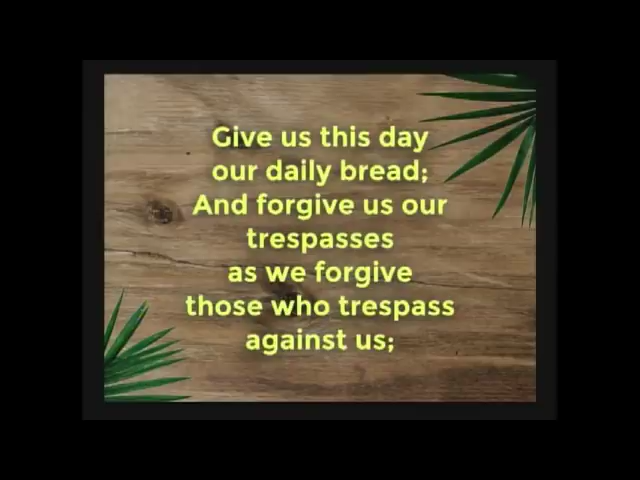 Give us this day
our daily bread;
And forgive us our
trespasses
as we forgive
those who trespass
against us;